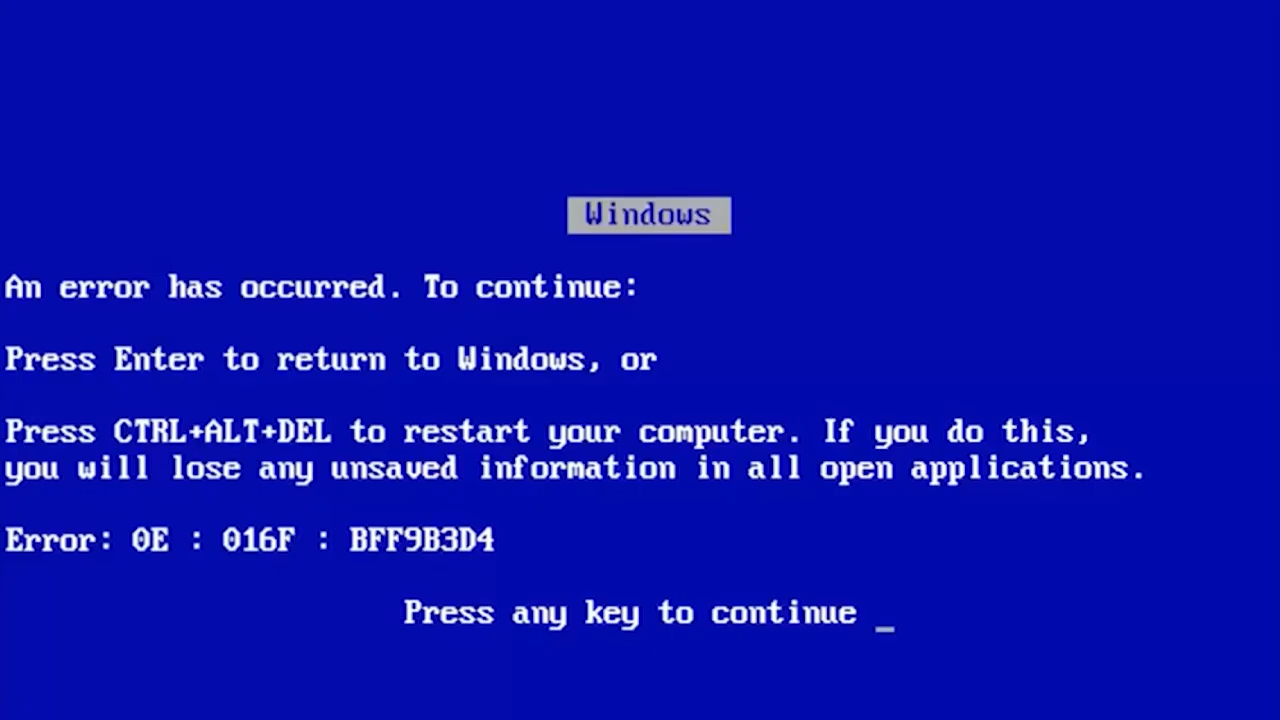 Windows
An error has occurred. To continue:
Press Enter to return to Windows, or
Press CTRL+ALT+DEL to restart your computer. If you do this,
you will lose any unsaved information in all open applications.
Error: 0E : 016F : BFF9B3D4
Press any key to continue _